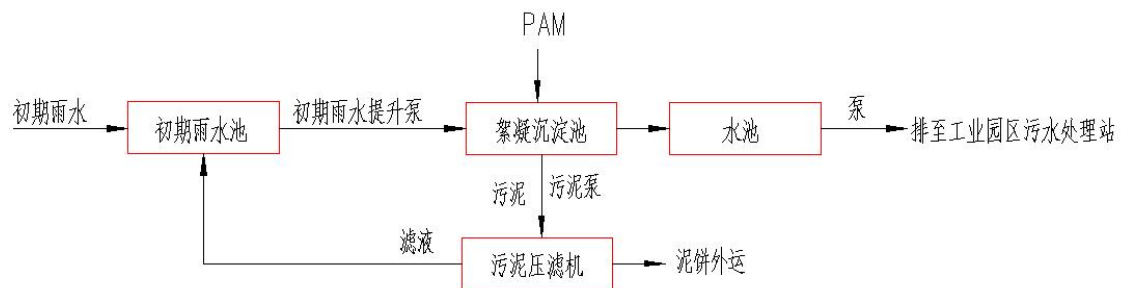 PAM
初期雨水
初期雨水池
初期雨水提升泵
絮凝沉淀池
水池
泵
排至工业园区污水处理站
污泥
污泥泵
滤液
污泥压滤机
泥饼外运